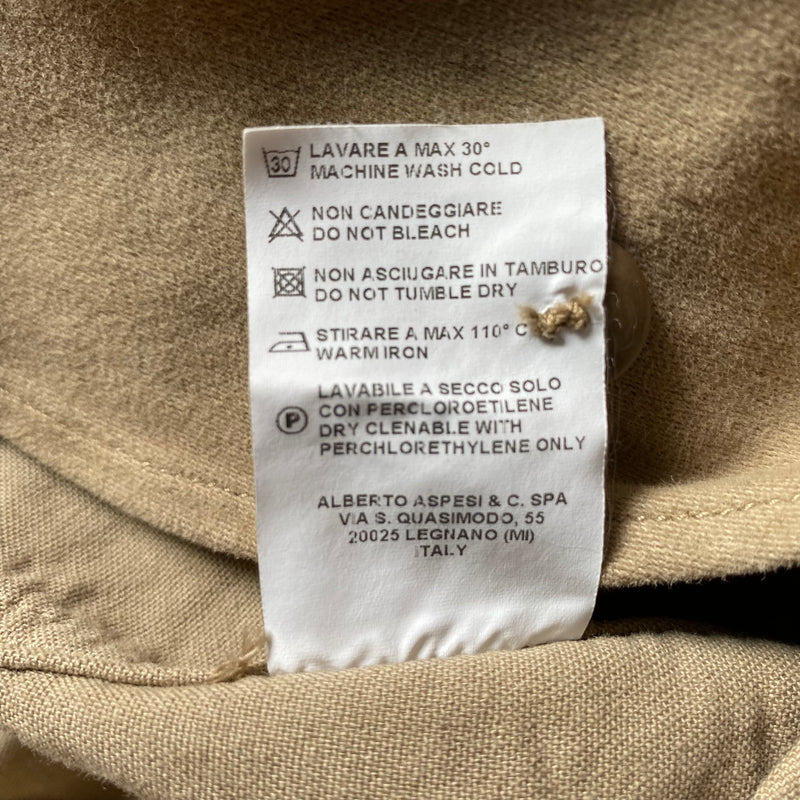 30
LAVARE A MAX 30°
MACHINE WASH COLD
NON CANDEGGIARE
DO NOT BLEACH
NON ASCIUGARE IN TAMBURO
DO NOT TUMBLE DRY
STIRARE A MAX 110° C
WARM IRON
P
LAVABILE A SECCO SOLO
CON PERCLOROETILENE
DRY CLENABLE WITH
PERCHLORETHYLENE ONLY
ALBERTO ASPESI & C. SPA
VIA S. QUASIMODO, 55
20025 LEGNANO (MI)
ITALY